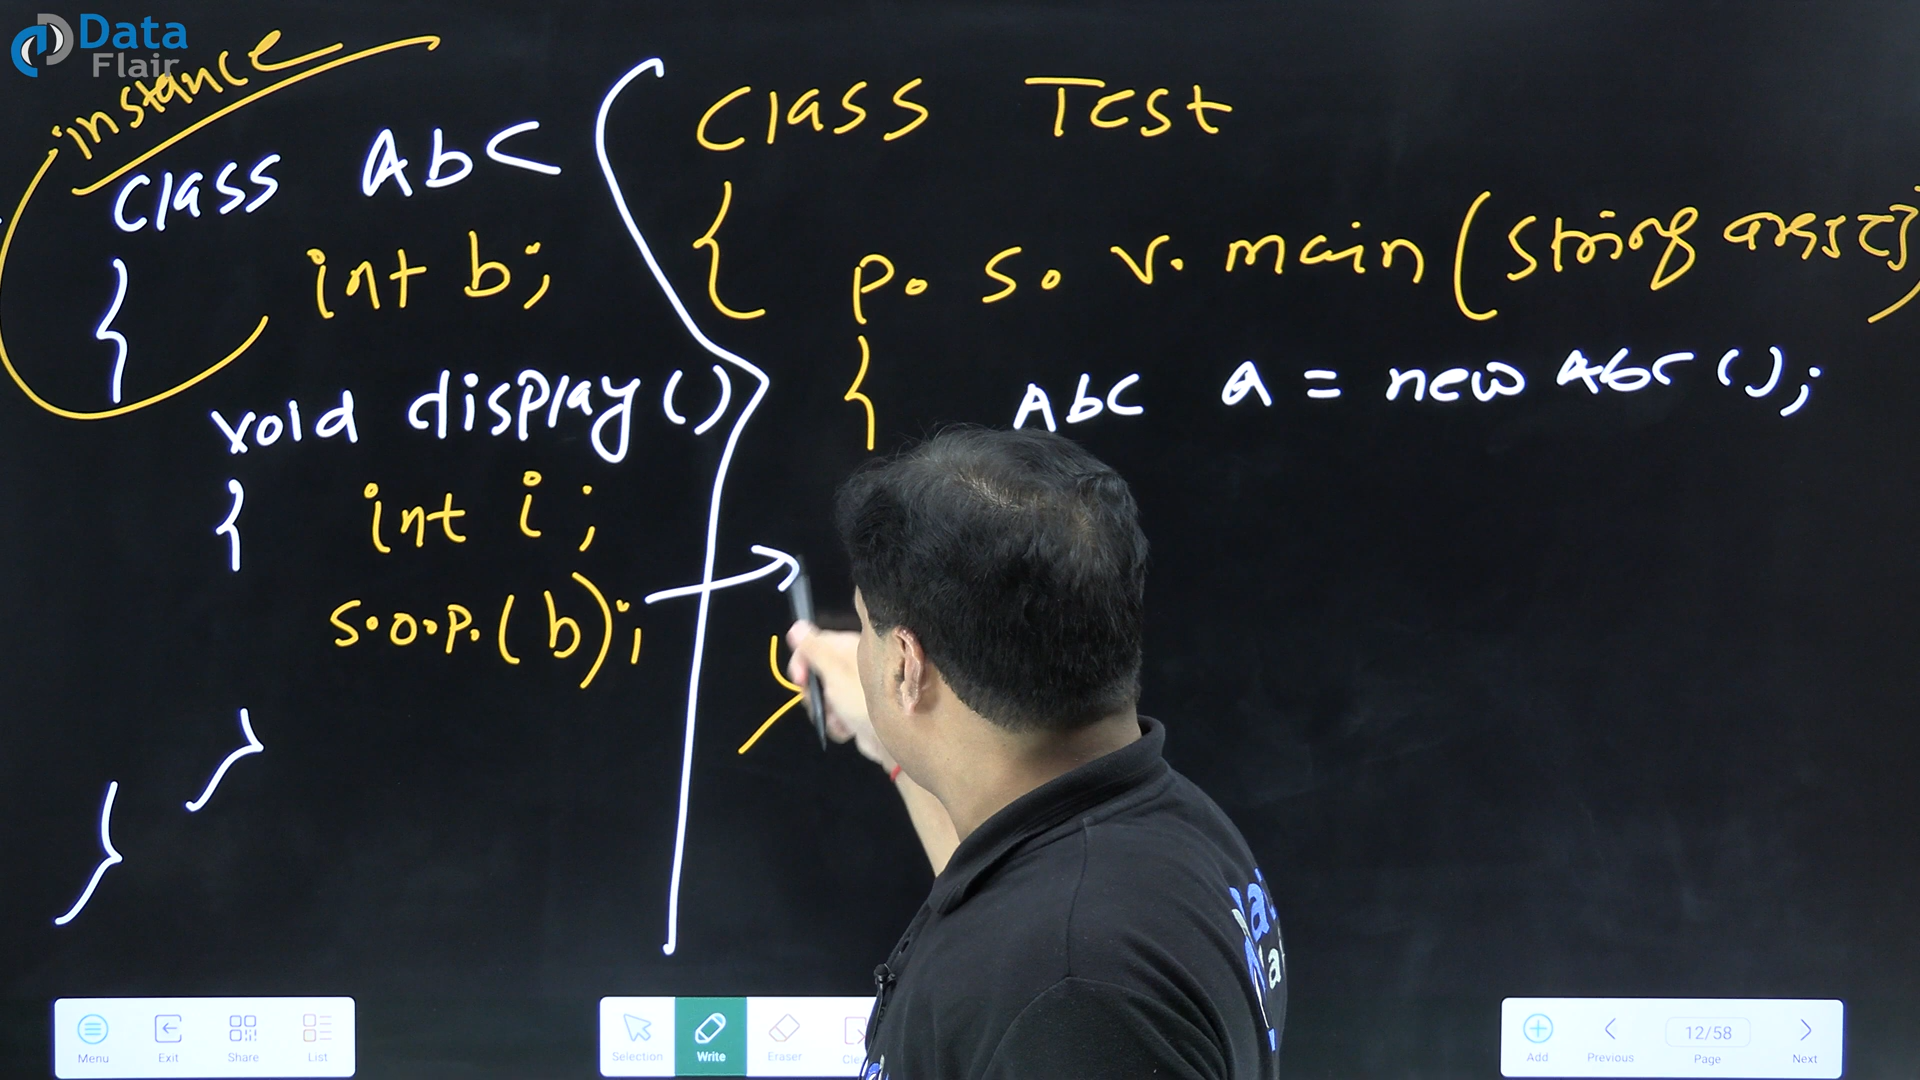 Data
Flair
instance
class Abc
{
int b;
void display()
{
int i;
s.o.p.(b);
}
}
class Test
{
p. s. v. main (String args[])
{
Abc a = new Abc();
}
Menu
Exit
Share
List
Selection
Write
Eraser
Add
Previous
12/58
Page
Next